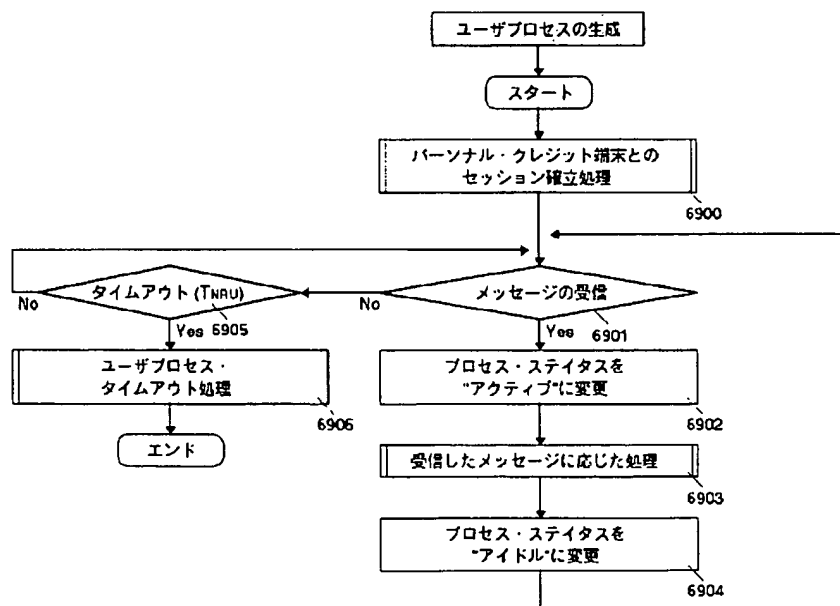 ユーザプロセスの生成
スタート
パーソナル・クレジット端末との
セッション確立処理
6900
タイムアウト (TNAU)
No
Yes 6905
メッセージの受信
No
Yes
6901
ユーザプロセス・
タイムアウト処理
6906
エンド
プロセス・ステイタスを
"アクティブ"に変更
6902
受信したメッセージに応じた処理
6903
プロセス・ステイタスを
"アイドル"に変更
6904